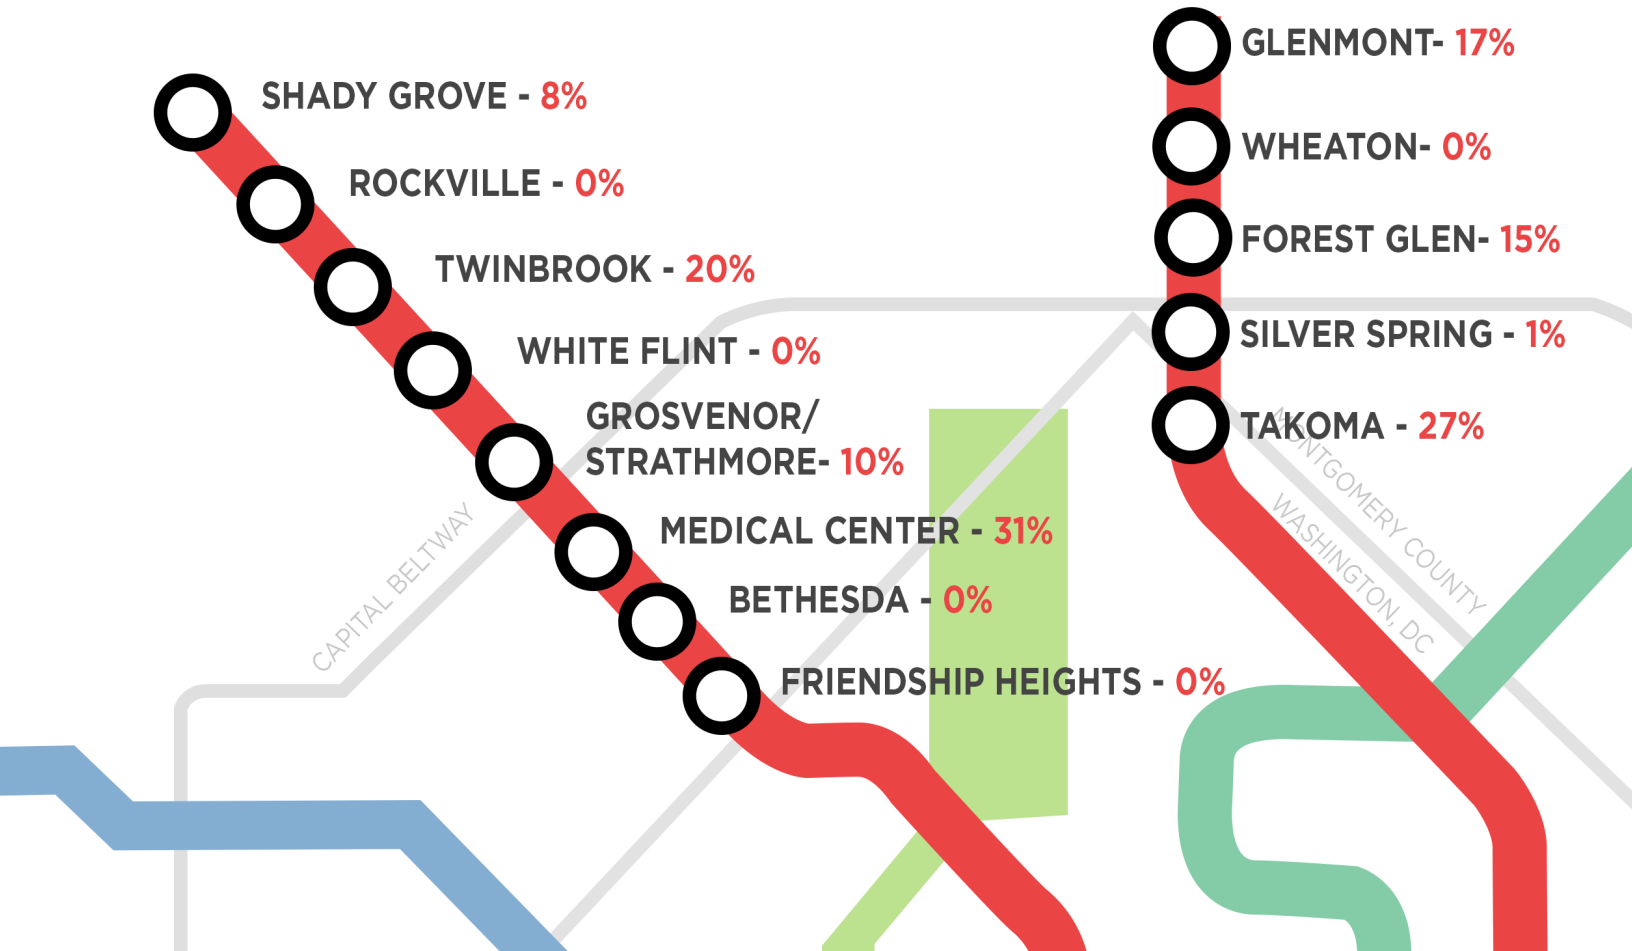 SHADY GROVE - 8%
ROCKVILLE - 0%
TWINBROOK - 20%
WHITE FLINT - 0%
GROSVENOR/
STRATHMORE- 10%
MEDICAL CENTER - 31%
BETHESDA - 0%
FRIENDSHIP HEIGHTS - 0%
GLENMONT- 17%
WHEATON- 0%
FOREST GLEN- 15%
SILVER SPRING - 1%
TAKOMA - 27%
CAPITAL BELTWAY
MONTGOMERY COUNTY
WASHINGTON, DC